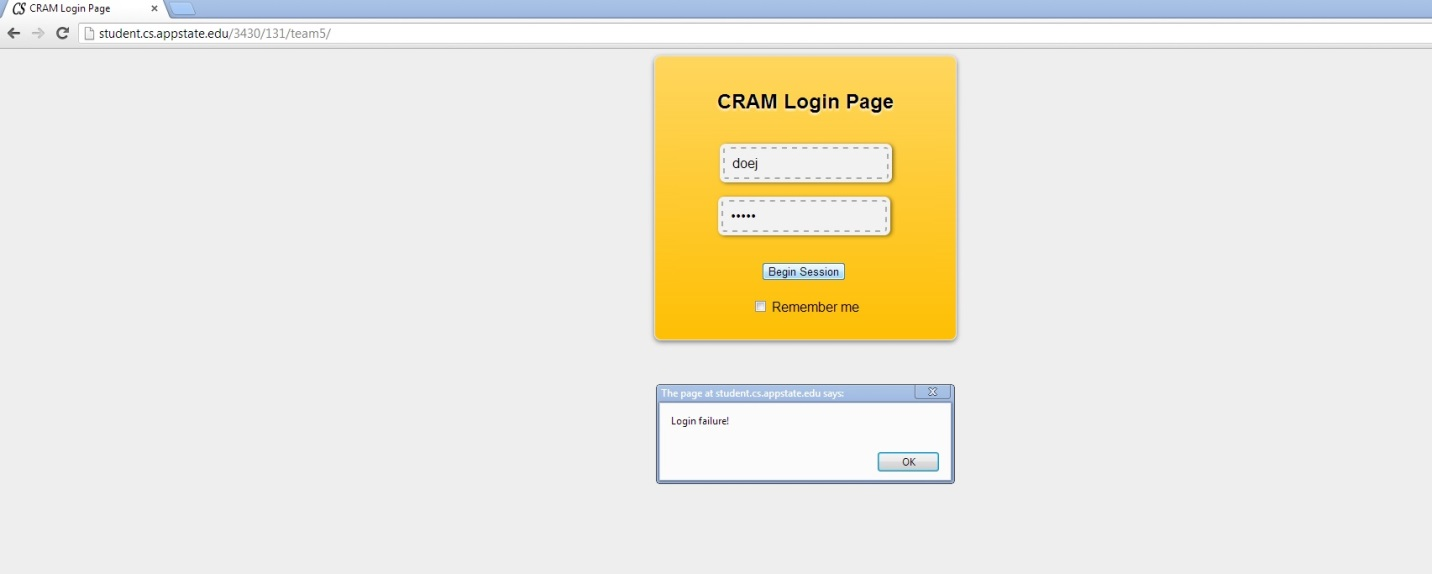 CS CRAM Login Page
student.cs.appstate.edu/3430/131/team5/
CRAM Login Page
doej
•••••
Begin Session
Remember me
The page at student.cs.appstate.edu says:
Login failure!
OK